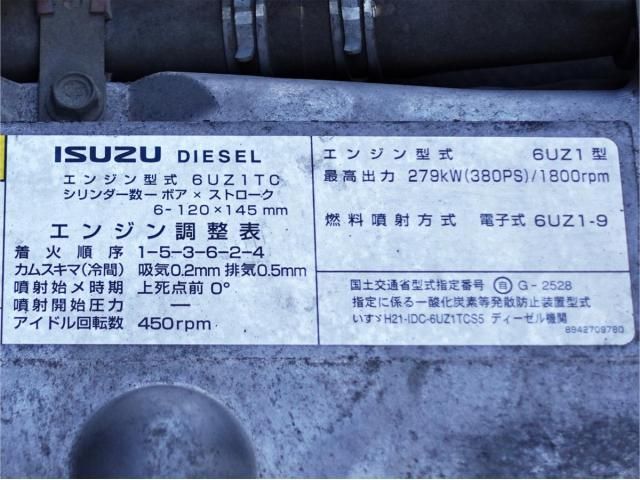 ISUZU DIESEL
エンジン型式 6UZ1TC
シリンダー数ー ボア × ストローク
6-120×145mm
エンジン調整表
着火順序 1-5-3-6-2-4
カムスキマ(冷間) 吸気0.2mm 排気0.5mm
噴射始メ時期 上死点前 0°
噴射開始圧力 ー
アイドル回転数 450rpm
エンジン型式 6UZ1型
最高出力 279kW(380PS)/1800rpm
燃料噴射方式 電子式 6UZ1-9
国土交通省型式指定番号 自 G-2528
指定に係る一酸化炭素等発散防止装置型式
いすゞH21-IDC-6UZ1TCS5 ディーゼル機関
8942709780